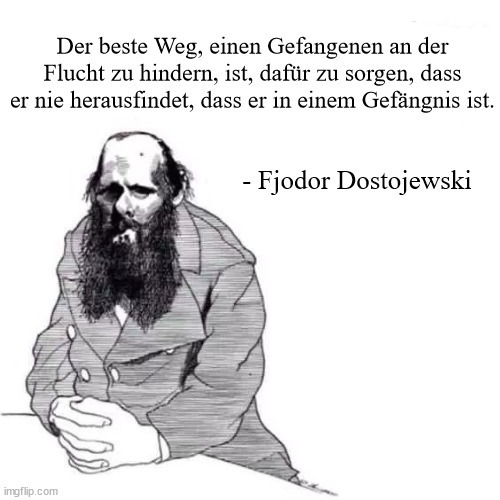 Der beste Weg, einen Gefangenen an der
Flucht zu hindern, ist, dafür zu sorgen, dass
er nie herausfindet, dass er in einem Gefängnis ist.
- Fjodor Dostojewski
imgflip.com